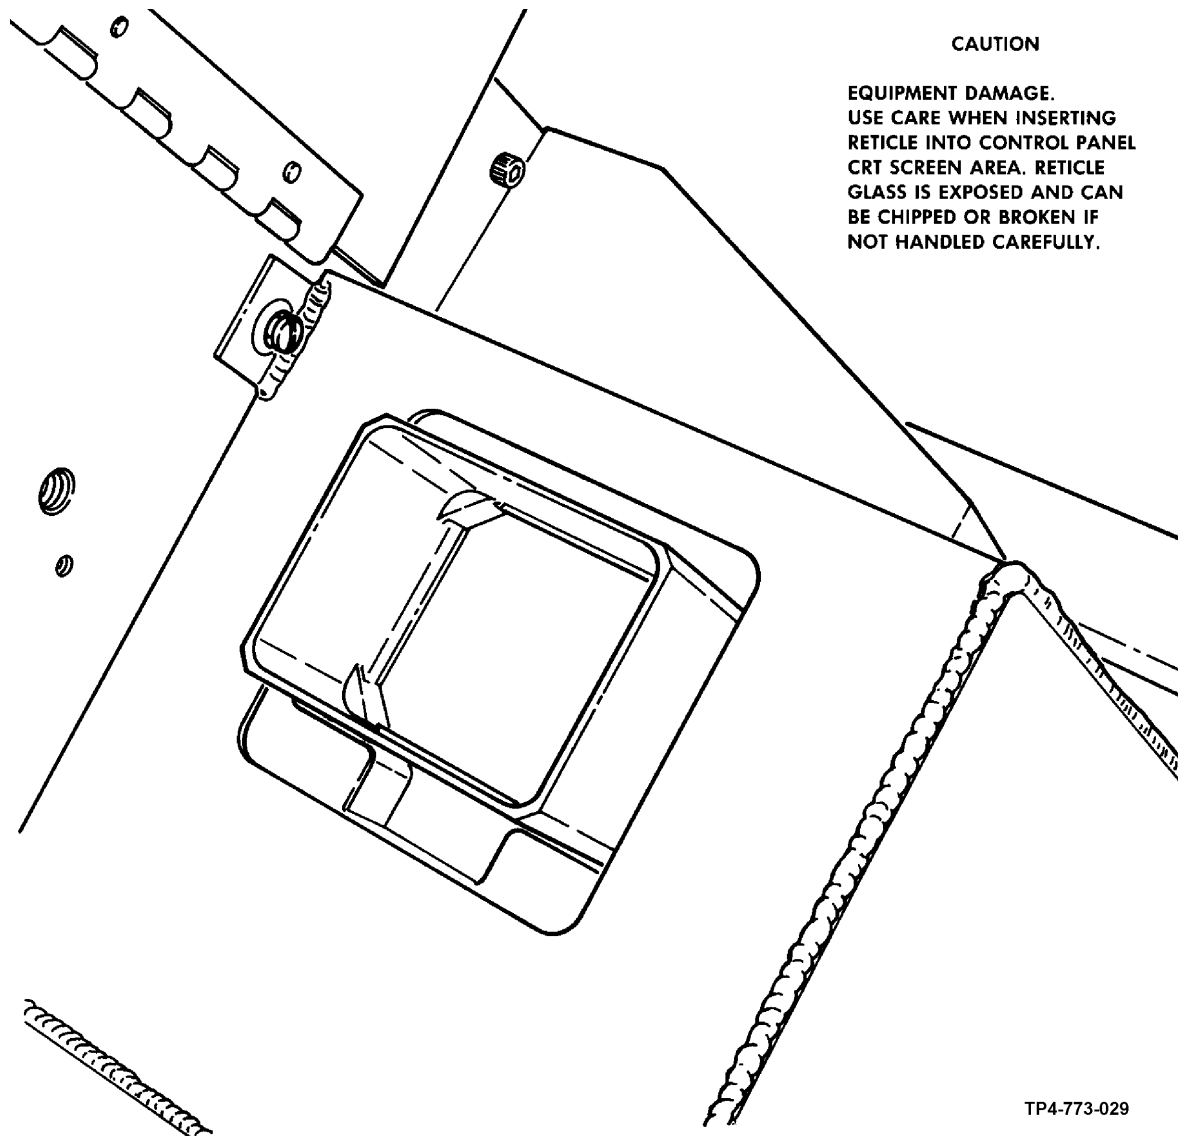 CAUTION
EQUIPMENT DAMAGE.
USE CARE WHEN INSERTING
RETICLE INTO CONTROL PANEL
CRT SCREEN AREA. RETICLE
GLASS IS EXPOSED AND CAN
BE CHIPPED OR BROKEN IF
NOT HANDLED CAREFULLY.
TP4-773-029